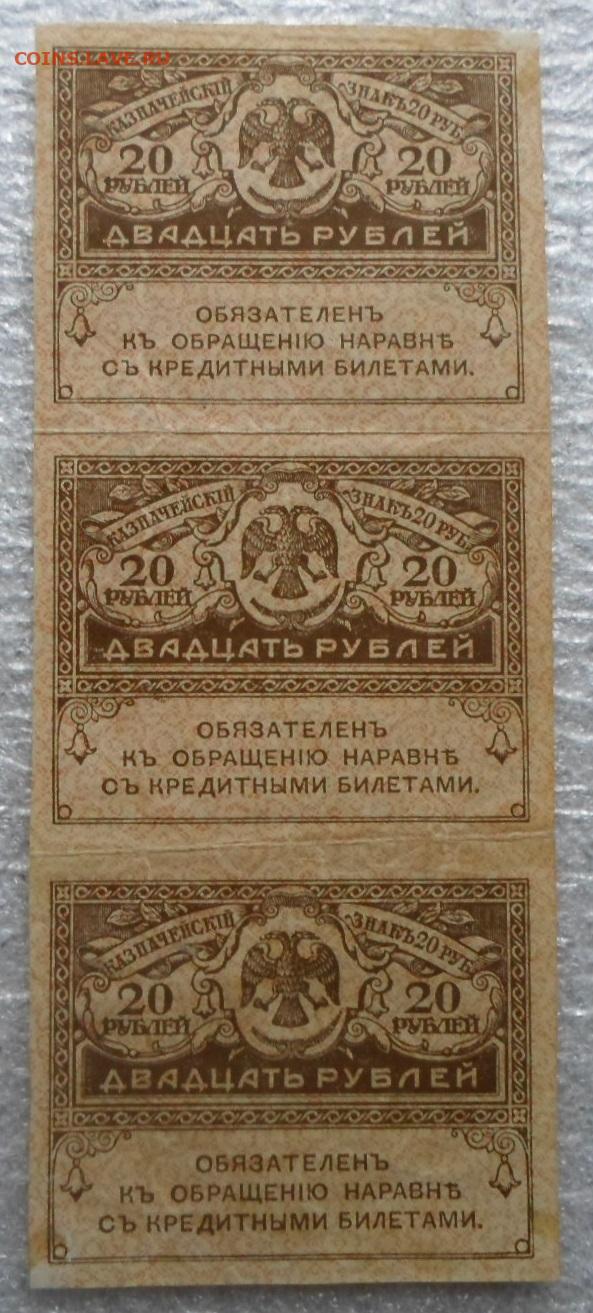 COINS.LAVE.RU
КАЗНАЧЕЙСКІЙ ЗНАКЪ 20 РУБ.
20 20
РУБЛЕЙ РУБЛЕЙ
ДВАДЦАТЬ РУБЛЕЙ
ОБЯЗАТЕЛЕНЪ
КЪ ОБРАЩЕНІЮ НАРАВНѢ
СЪ КРЕДИТНЫМИ БИЛЕТАМИ.
КАЗНАЧЕЙСКІЙ ЗНАКЪ 20 РУБ.
20 20
РУБЛЕЙ РУБЛЕЙ
ДВАДЦАТЬ РУБЛЕЙ
ОБЯЗАТЕЛЕНЪ
КЪ ОБРАЩЕНІЮ НАРАВНѢ
СЪ КРЕДИТНЫМИ БИЛЕТАМИ.
КАЗНАЧЕЙСКІЙ ЗНАКЪ 20 РУБ.
20 20
РУБЛЕЙ РУБЛЕЙ
ДВАДЦАТЬ РУБЛЕЙ
ОБЯЗАТЕЛЕНЪ
КЪ ОБРАЩЕНІЮ НАРАВНѢ
СЪ КРЕДИТНЫМИ БИЛЕТАМИ.